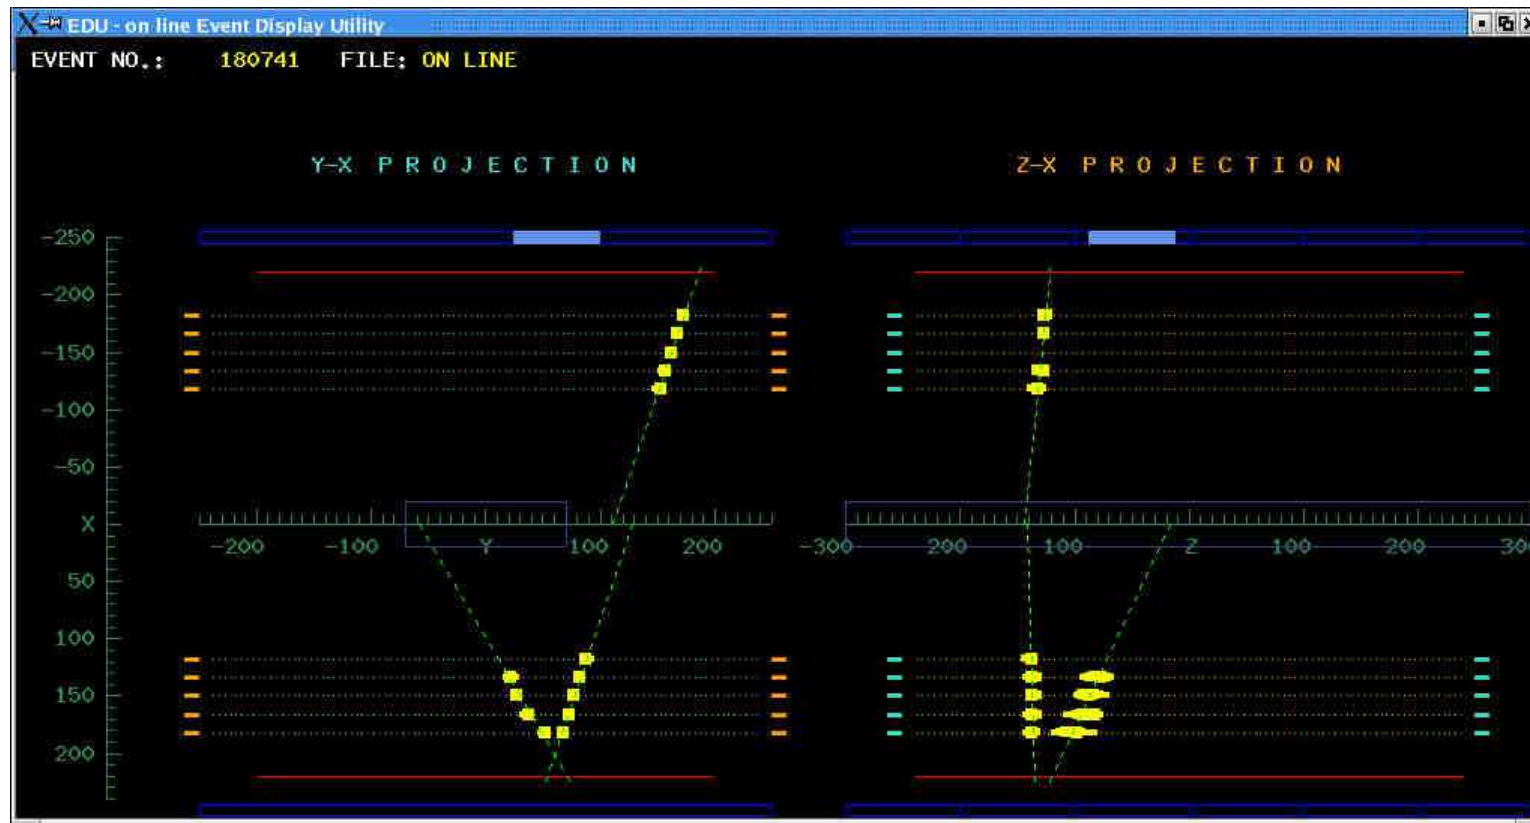 EDU - on line Event Display Utility
EVENT NO.: 180741 FILE: ON LINE
Y-X PROJECTION
Z-X PROJECTION
-250
-200
-150
-100
-50
X
-200 -100 Y 100 200
-300 200 100 Z 100 200 30
50
100
150
200